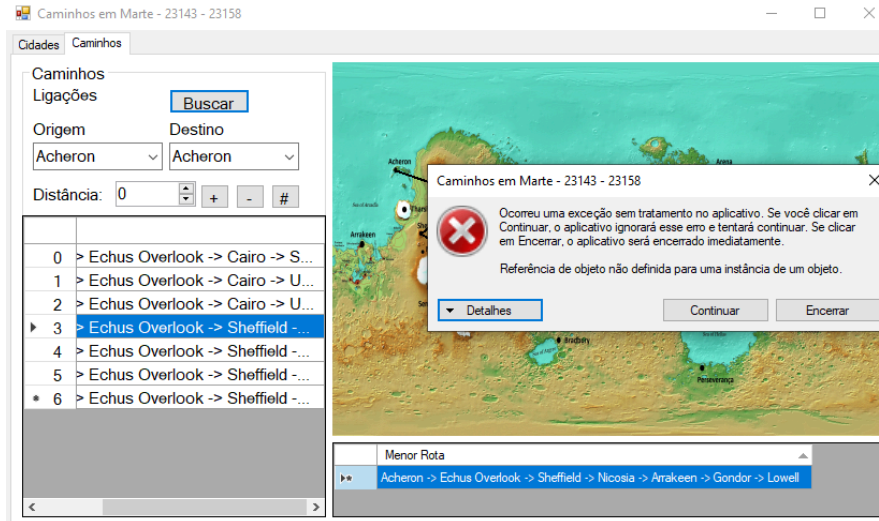 Caminhos em Marte - 23143 - 23158
Cidades Caminhos
Caminhos
Ligações
Buscar
Origem Destino
Acheron Acheron
Distância: 0 + - #
0 > Echus Overlook -> Cairo -> S...
1 > Echus Overlook -> Cairo -> U...
2 > Echus Overlook -> Cairo -> U...
3 > Echus Overlook -> Sheffield -...
4 > Echus Overlook -> Sheffield -...
5 > Echus Overlook -> Sheffield -...
6 > Echus Overlook -> Sheffield -...
Acheron
Arena
Arrakeen
Bradbury
Perseverança
Caminhos em Marte - 23143 - 23158
Ocorreu uma exceção sem tratamento no aplicativo. Se você clicar em
Continuar, o aplicativo ignorará esse erro e tentará continuar. Se clicar
em Encerrar, o aplicativo será encerrado imediatamente.
Referência de objeto não definida para uma instância de um objeto.
Detalhes Continuar Encerrar
Menor Rota
Acheron -> Echus Overlook -> Sheffield -> Nicosia -> Arrakeen -> Gondor -> Lowell